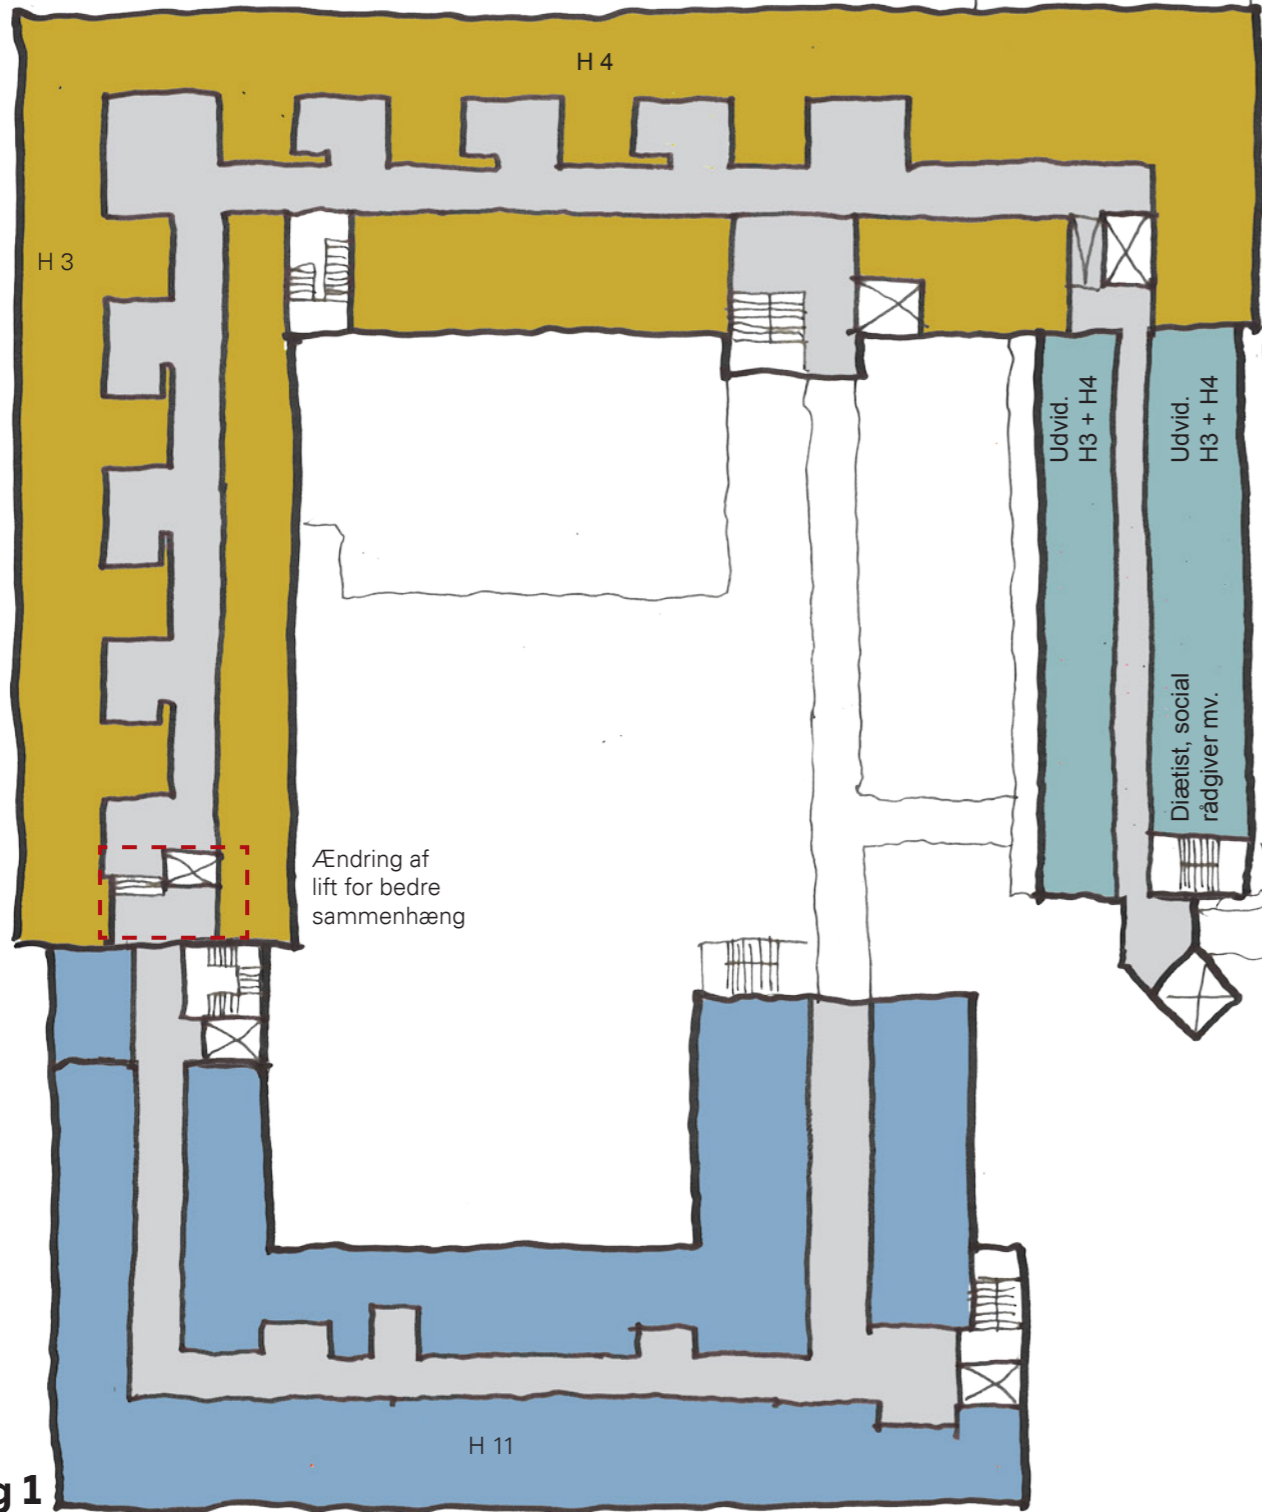 H 4
H 3
Udvid.
H3 + H4
Udvid.
H3 + H4
Diætist, social
rådgiver mv.
Ændring af
lift for bedre
sammenhæng
H 11
g 1